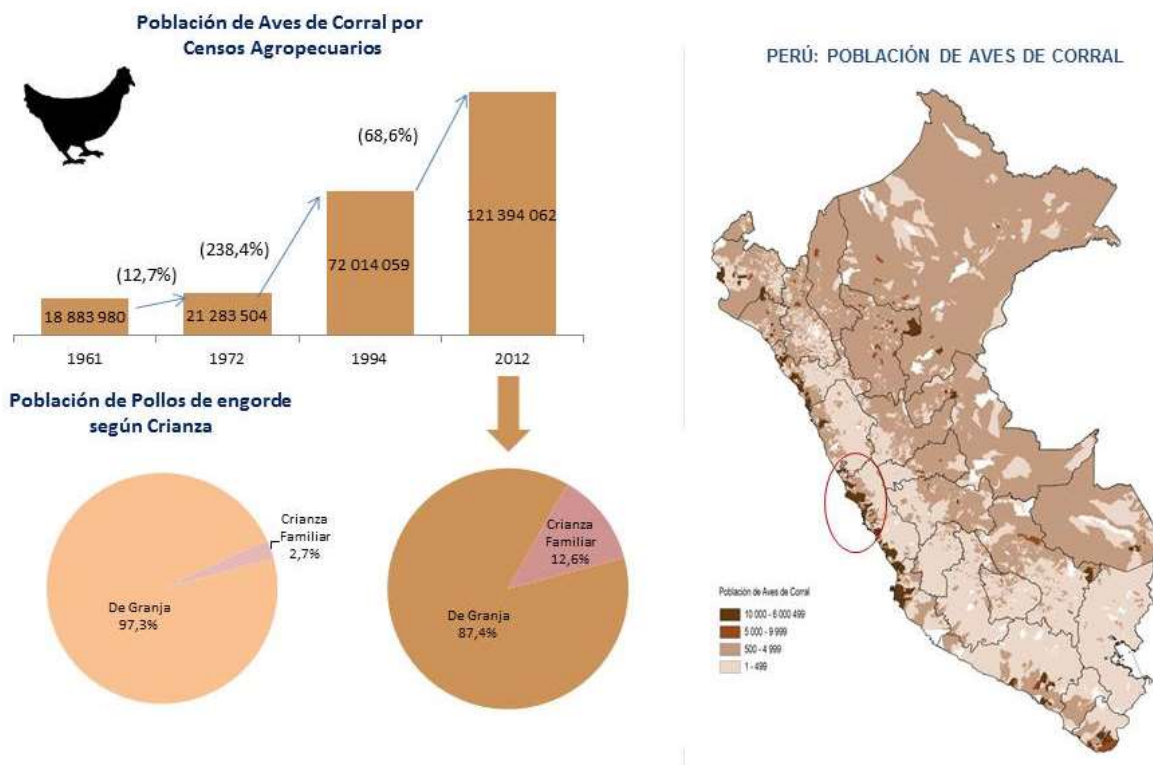 Población de Aves de Corral por
Censos Agropecuarios
(12,7%)
(238,4%)
(68,6%)
18 883 980
21 283 504
72 014 059
121 394 062
1961
1972
1994
2012
Población de Pollos de engorde
según Crianza
Crianza
Familiar
2,7%
De Granja
97,3%
Crianza
Familiar
12,6%
De Granja
87,4%
PERÚ: POBLACIÓN DE AVES DE CORRAL
Población de Aves de Corral
10 000 - 6 000 499
5 000 - 9 999
500 - 4 999
1 - 499